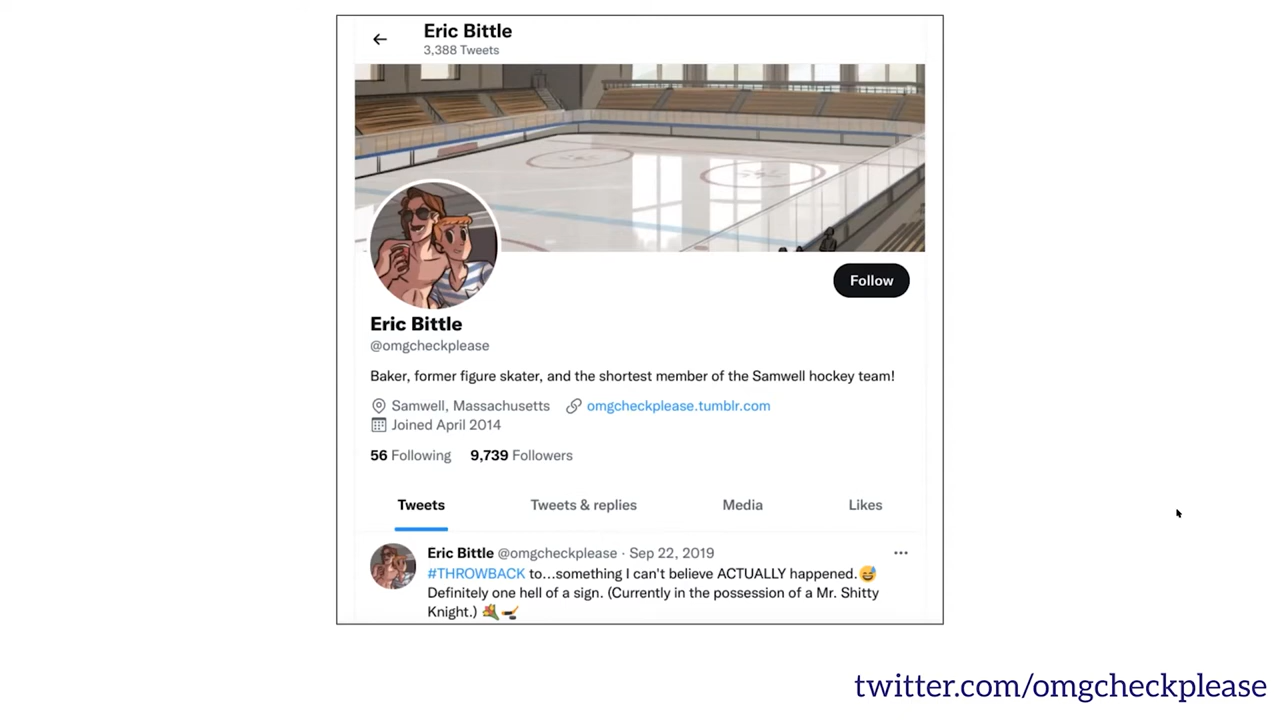 Eric Bittle
3,388 Tweets
Follow
Eric Bittle
@omgcheckplease
Baker, former figure skater, and the shortest member of the Samwell hockey team!
Samwell, Massachusetts omgcheckplease.tumblr.com
Joined April 2014
56 Following 9,739 Followers
Tweets Tweets & replies Media Likes
Eric Bittle @omgcheckplease · Sep 22, 2019
#THROWBACK to...something I can't believe ACTUALLY happened.😅
Definitely one hell of a sign. (Currently in the possession of a Mr. Shitty
Knight.) 💐🏒
twitter.com/omgcheckplease